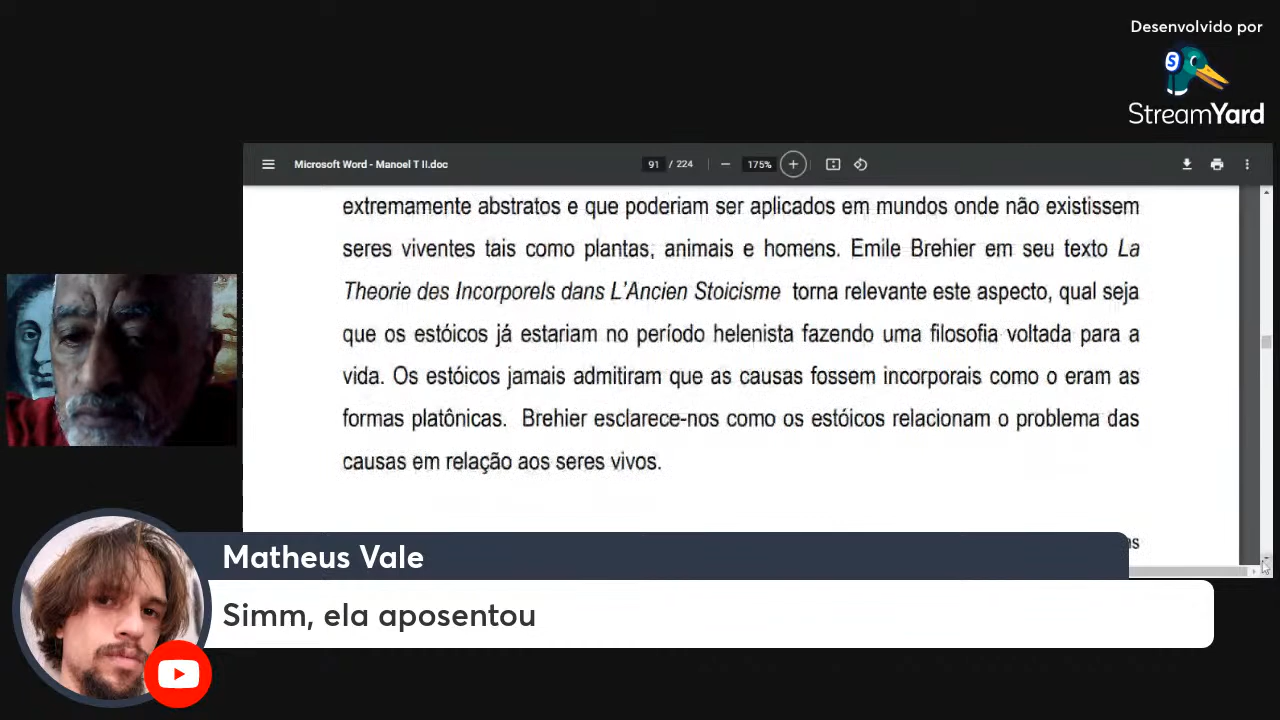 Desenvolvido por
StreamYard
Microsoft Word - Manoel T II.doc
91 / 224
175%
extremamente abstratos e que poderiam ser aplicados em mundos onde não existissem
seres viventes tais como plantas, animais e homens. Emile Brehier em seu texto La
Theorie des Incorporels dans L'Ancien Stoicisme torna relevante este aspecto, qual seja
que os estóicos já estariam no período helenista fazendo uma filosofia voltada para a
vida. Os estóicos jamais admitiram que as causas fossem incorporais como o eram as
formas platônicas. Brehier esclarece-nos como os estóicos relacionam o problema das
causas em relação aos seres vivos.
Matheus Vale
Simm, ela aposentou